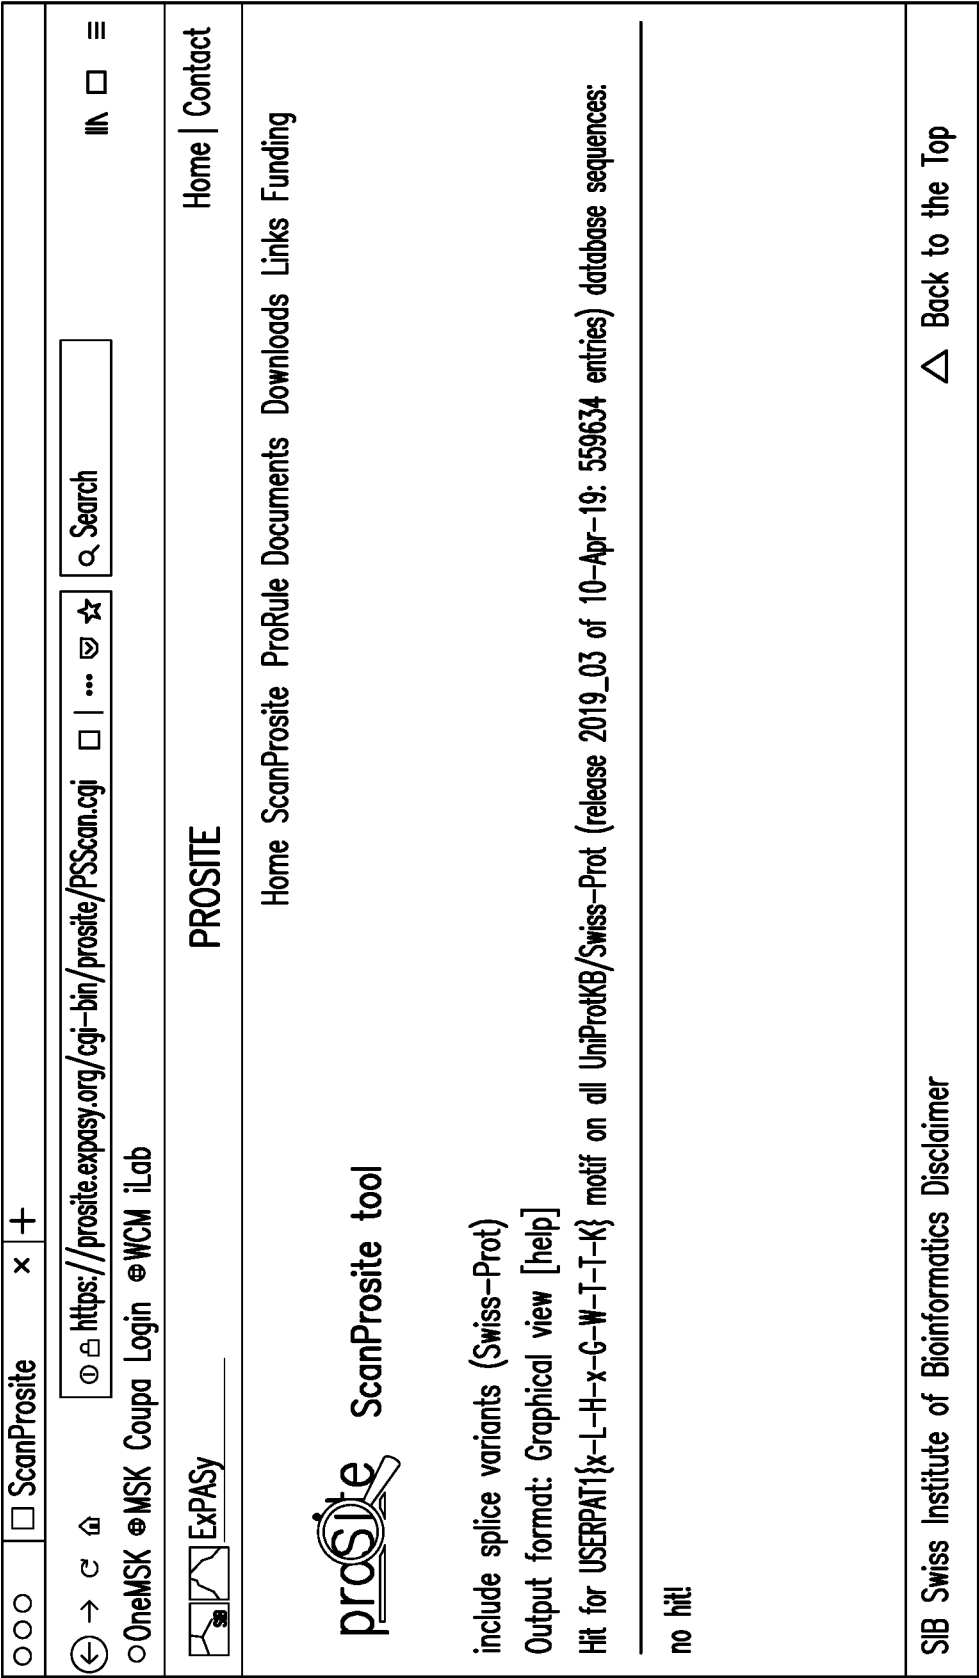 ScanProsite × +
https://prosite.expasy.org/cgi-bin/prosite/PSScan.cgi ••• Search
OneMSK MSK Coupa Login WCM iLab
SIB ExPASy PROSITE Home | Contact
Home ScanProsite ProRule Documents Downloads Links Funding
proSite ScanProsite tool
include splice variants (Swiss-Prot)
Output format: Graphical view [help]
Hit for USERPAT1{x-L-H-x-G-W-T-T-K} motif on all UniProtKB/Swiss-Prot (release 2019_03 of 10-Apr-19: 559634 entries) database sequences:
no hit!
SIB Swiss Institute of Bioinformatics Disclaimer △ Back to the Top